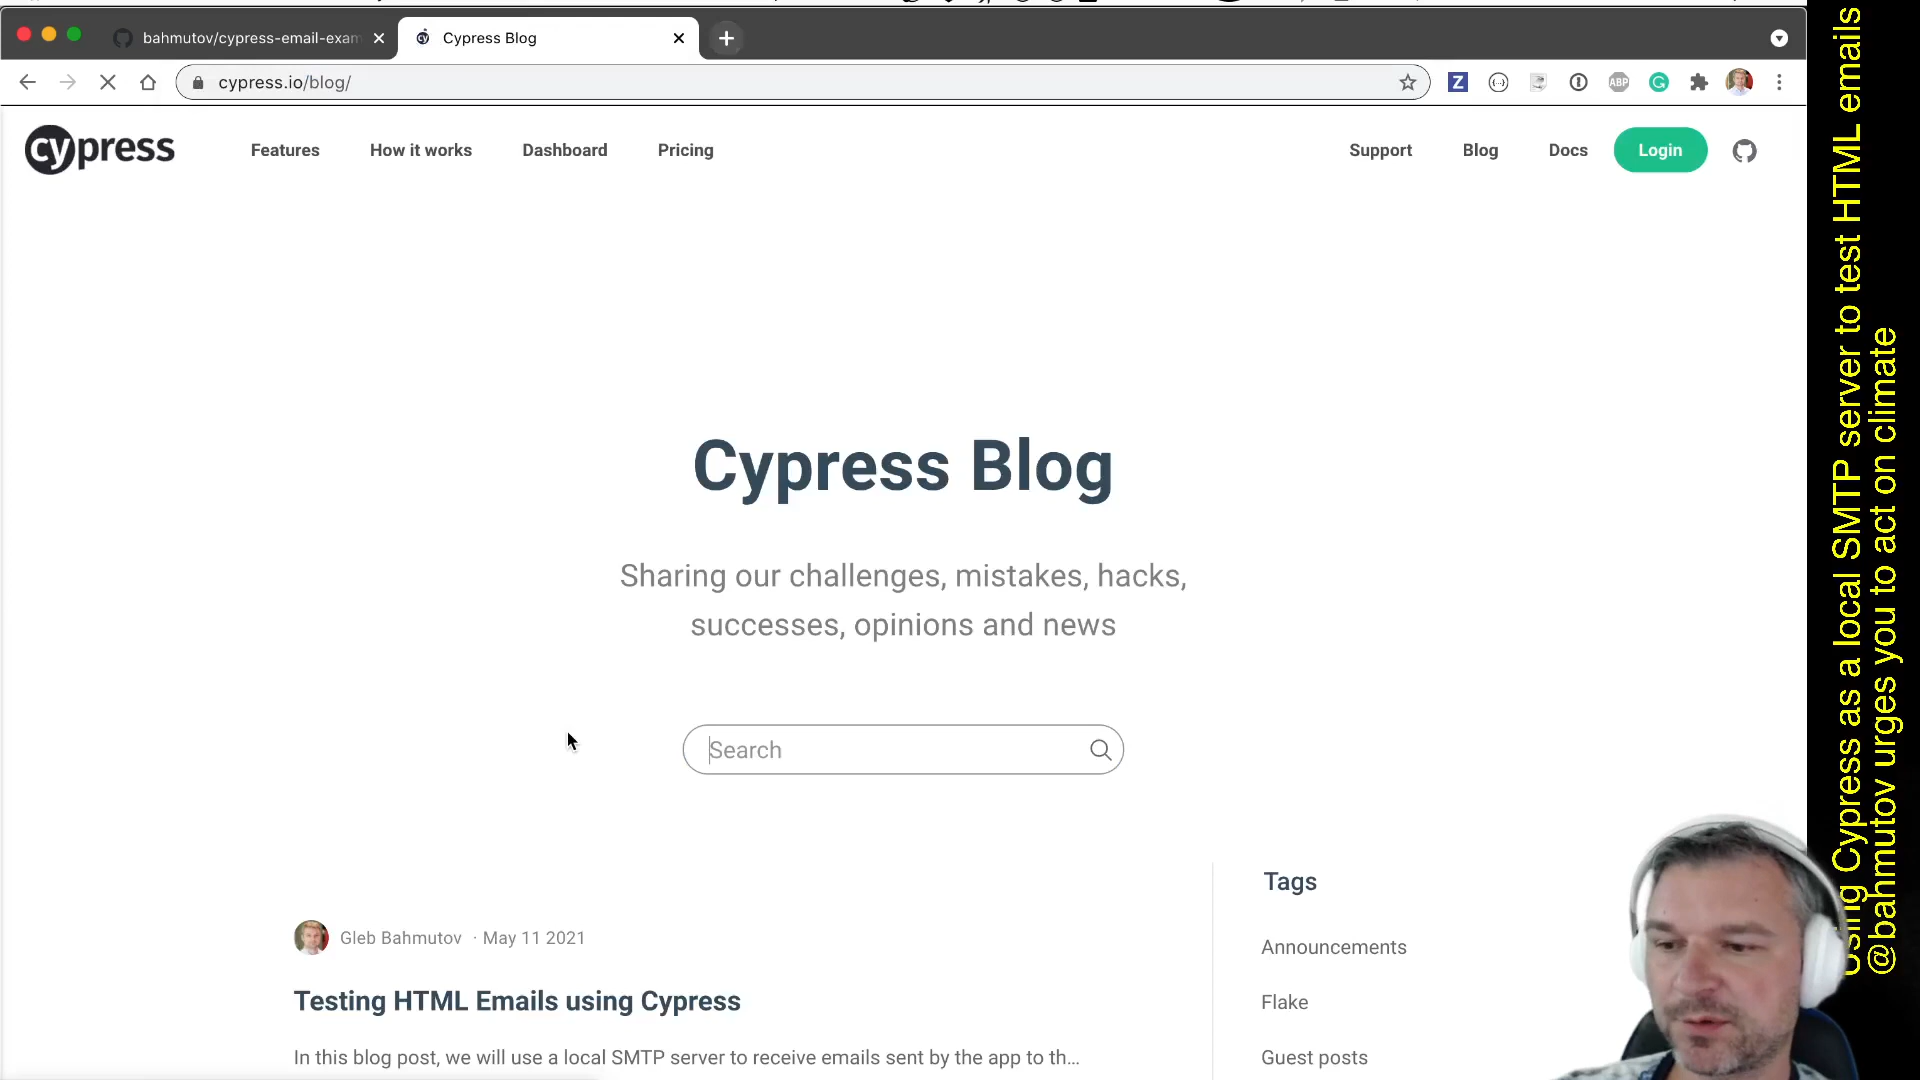 bahmutov/cypress-email-exam
Cypress Blog
cypress.io/blog/
Z
ABP
G
cypress
Features
How it works
Dashboard
Pricing
Support
Blog
Docs
Login
Cypress Blog
Sharing our challenges, mistakes, hacks,
successes, opinions and news
Search
Tags
Gleb Bahmutov · May 11 2021
Announcements
Testing HTML Emails using Cypress
Flake
In this blog post, we will use a local SMTP server to receive emails sent by the app to th...
Guest posts
Using Cypress as a local SMTP server to test HTML emails
@bahmutov urges you to act on climate